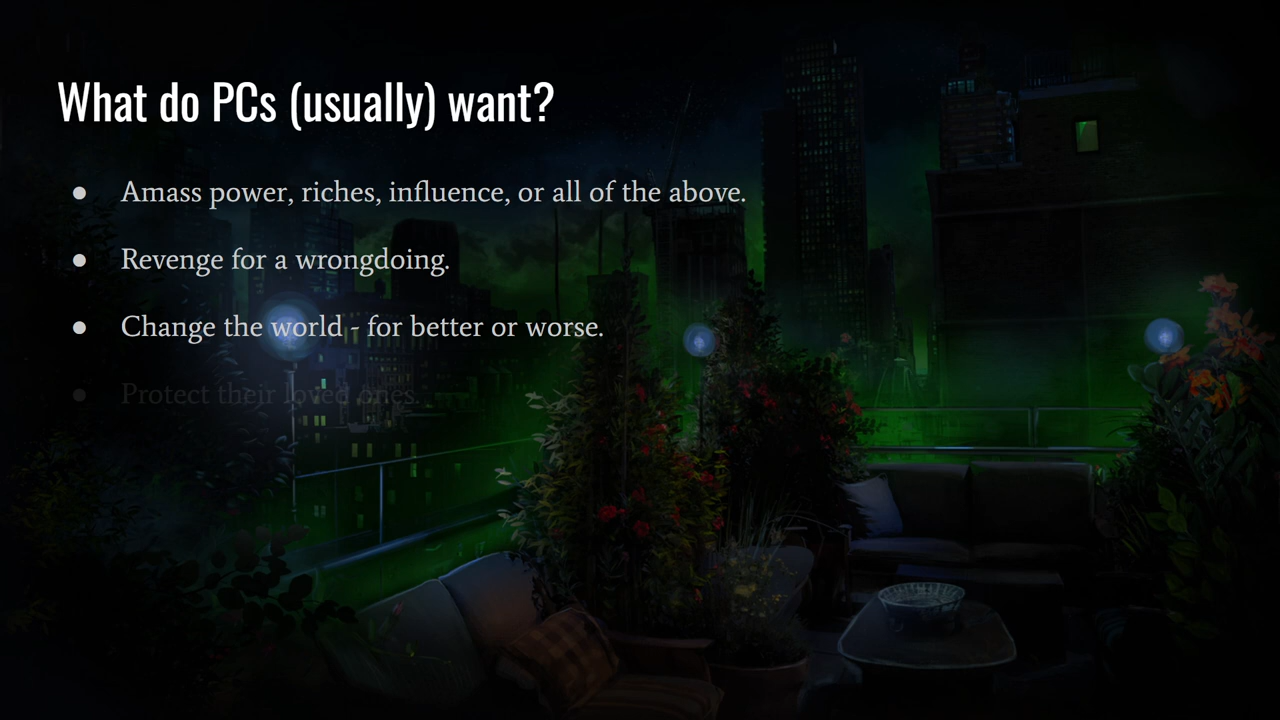 What do PCs (usually) want?
● Amass power, riches, influence, or all of the above.
● Revenge for a wrongdoing.
● Change the world - for better or worse.
● Protect their loved ones.